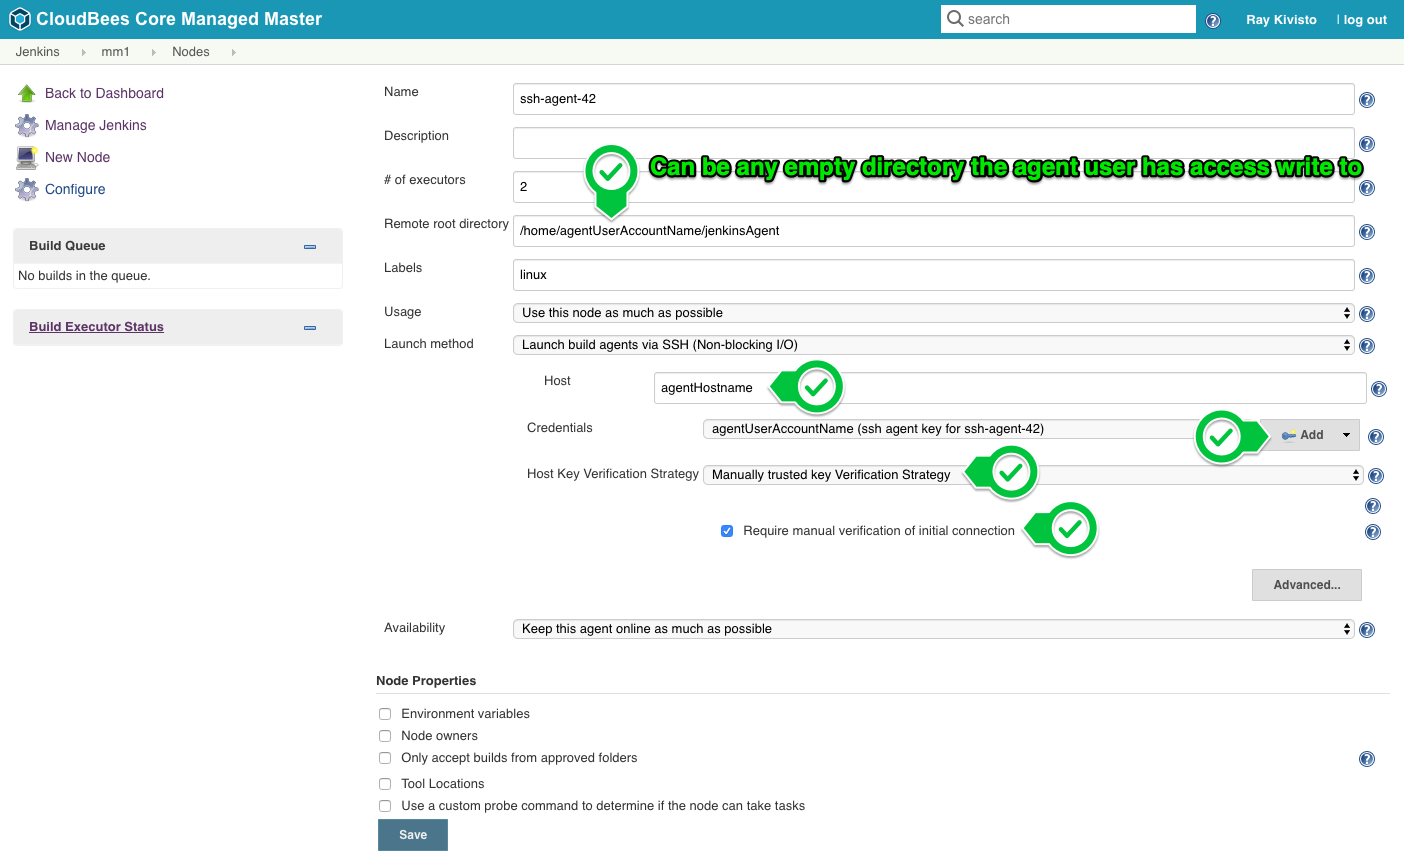 CloudBees Core Managed Master
search
Ray Kivisto | log out
Jenkins mm1 Nodes
Back to Dashboard
Manage Jenkins
New Node
Configure
Build Queue
No builds in the queue.
Build Executor Status
Name ssh-agent-42
Description
Can be any empty directory the agent user has access write to
# of executors 2
Remote root directory /home/agentUserAccountName/jenkinsAgent
Labels linux
Usage Use this node as much as possible
Launch method Launch build agents via SSH (Non-blocking I/O)
Host agentHostname
Credentials agentUserAccountName (ssh agent key for ssh-agent-42) Add
Host Key Verification Strategy Manually trusted key Verification Strategy
Require manual verification of initial connection
Advanced...
Availability Keep this agent online as much as possible
Node Properties
Environment variables
Node owners
Only accept builds from approved folders
Tool Locations
Use a custom probe command to determine if the node can take tasks
Save